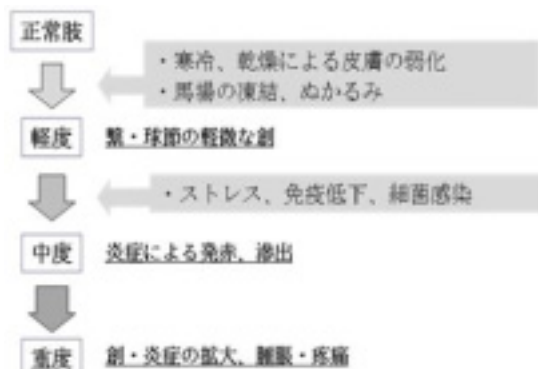 正常肢
・寒冷、乾燥による皮膚の弱化
・馬場の凍結、ぬかるみ
軽度 繋・球節の軽微な創
・ストレス、免疫低下、細菌感染
中度 炎症による発赤、滲出
重度 創・炎症の拡大、腫脹・疼痛